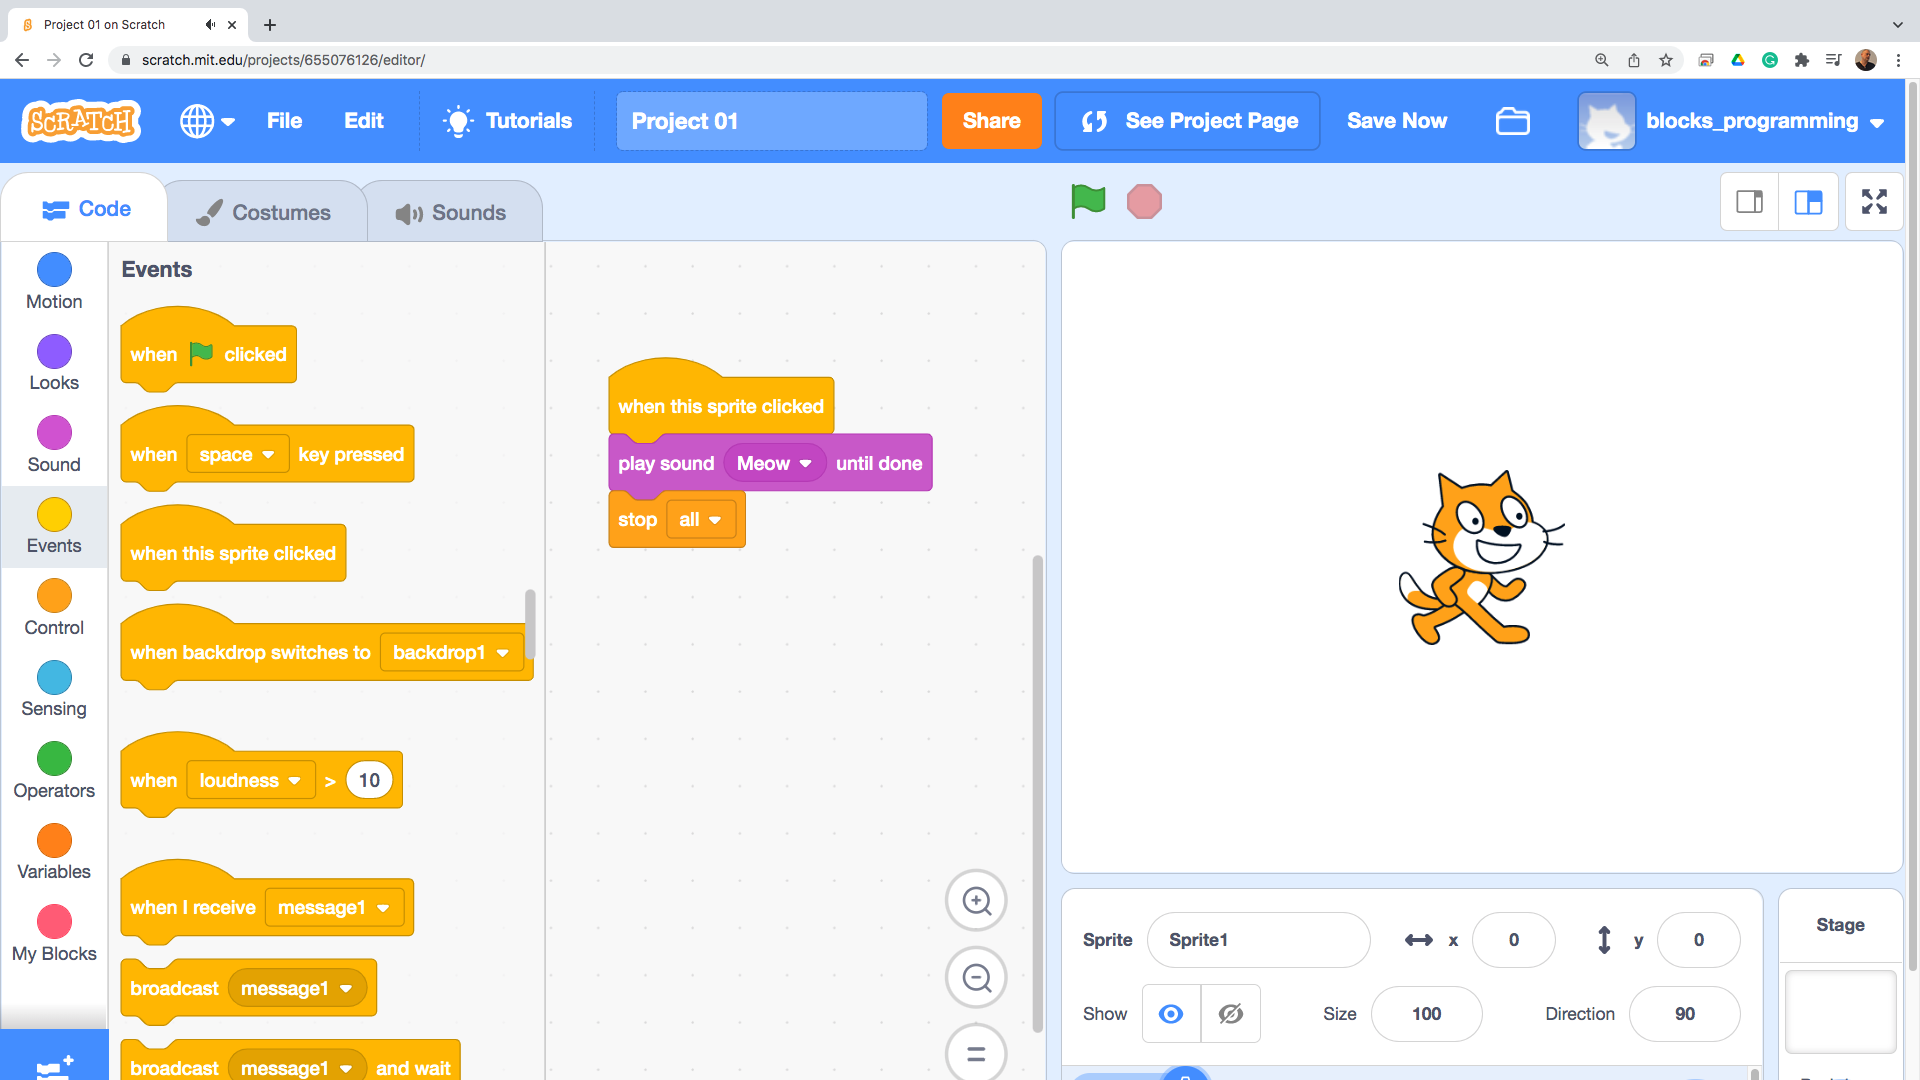 Project 01 on Scratch
scratch.mit.edu/projects/655076126/editor/
SCRATCH
File
Edit
Tutorials
Project 01
Share
See Project Page
Save Now
blocks_programming
Code
Costumes
Sounds
Motion
Looks
Sound
Events
Control
Sensing
Operators
Variables
My Blocks
Events
when clicked
when space key pressed
when this sprite clicked
when backdrop switches to backdrop1
when loudness > 10
when I receive message1
broadcast message1
broadcast message1 and wait
when this sprite clicked
play sound Meow until done
stop all
Sprite Sprite1 x 0 y 0
Show Size 100 Direction 90
Stage